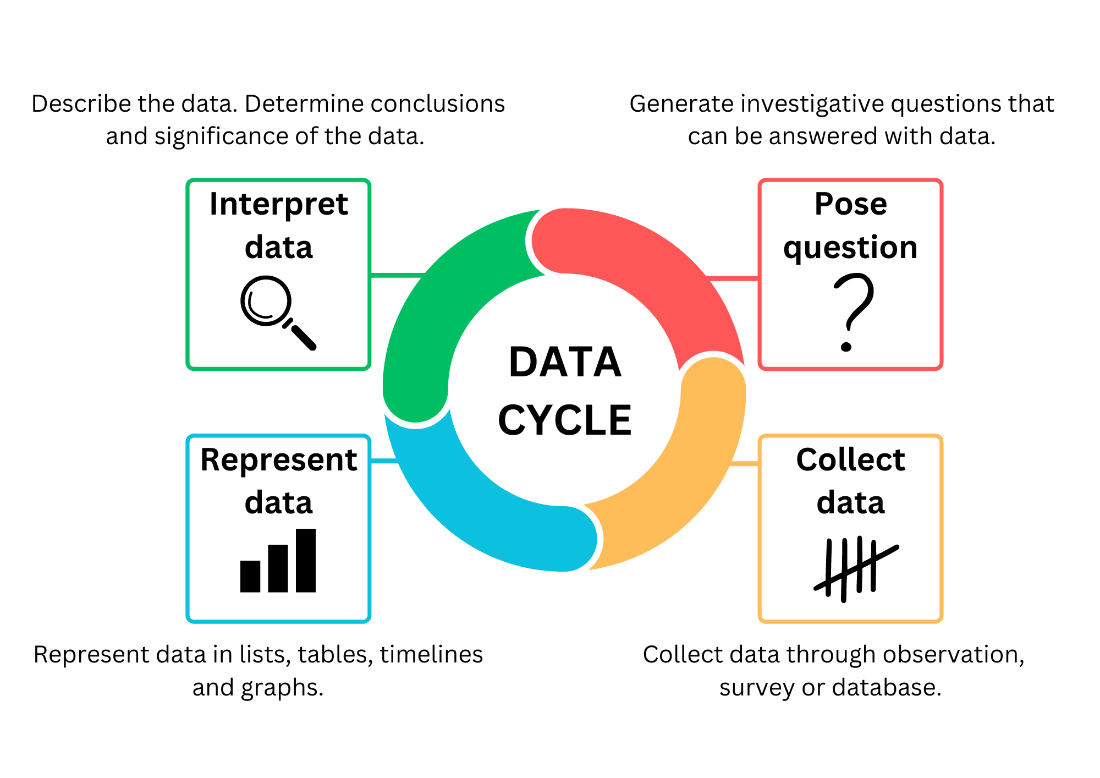 Describe the data. Determine conclusions
and significance of the data.
Generate investigative questions that
can be answered with data.
Interpret
data
Pose
question
?
DATA
CYCLE
Represent
data
Collect
data
Represent data in lists, tables, timelines
and graphs.
Collect data through observation,
survey or database.